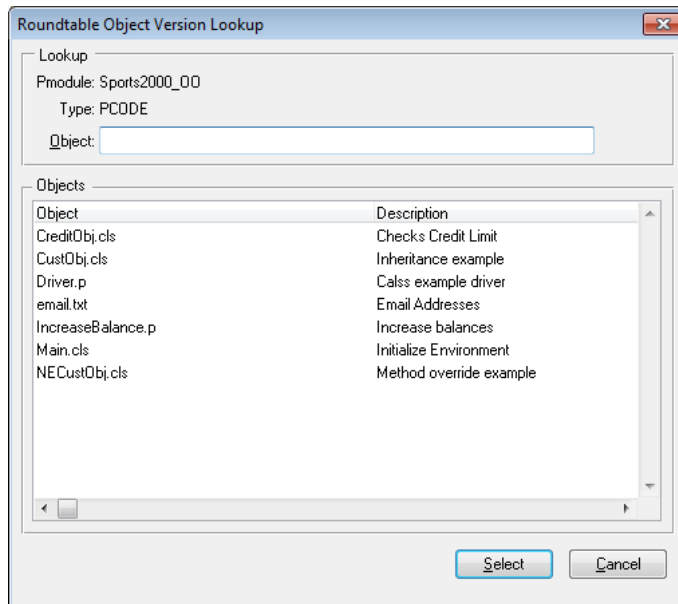 Roundtable Object Version Lookup
Lookup
Pmodule: Sports2000_OO
Type: PCODE
Object:
Objects
Object Description
CreditObj.cls Checks Credit Limit
CustObj.cls Inheritance example
Driver.p Calss example driver
email.txt Email Addresses
IncreaseBalance.p Increase balances
Main.cls Initialize Environment
NECustObj.cls Method override example
Select Cancel